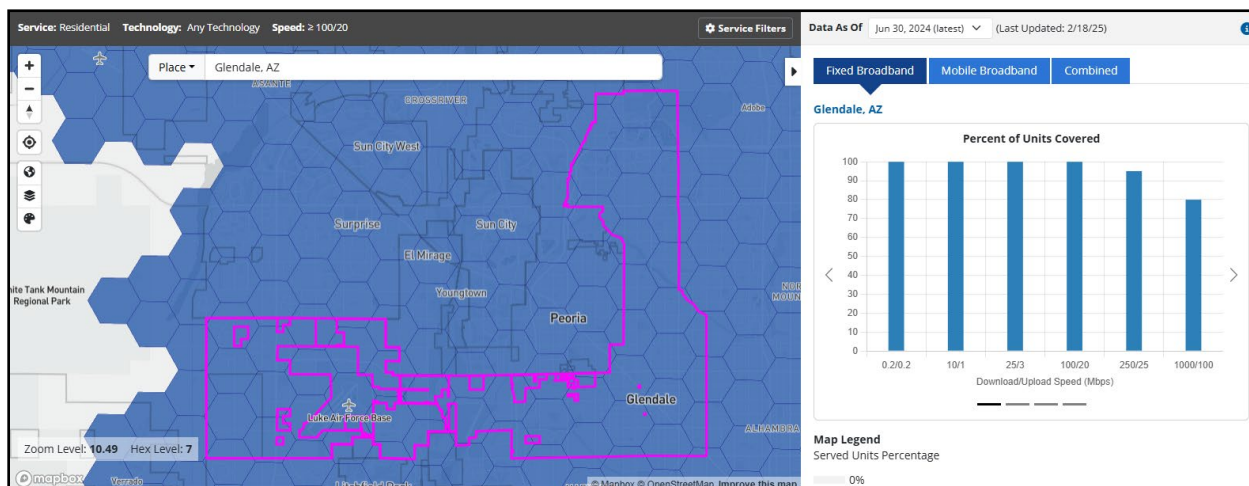 Service: Residential Technology: Any Technology Speed: ≥ 100/20
Service Filters
Place
Glendale, AZ
ASANTE
CROSSRIVER
Adobe
Sun City West
Surprise
Sun City
El Mirage
Youngtown
Peoria
Regional Park
Luke Air Force Base
Glendale
ALHAMBRA
Zoom Level: 10.49 Hex Level: 7
mapbox
Verrado
© Mapbox © OpenStreetMap Improve this map
Data As Of Jun 30, 2024 (latest) (Last Updated: 2/18/25)
Fixed Broadband Mobile Broadband Combined
Glendale, AZ
Percent of Units Covered
100
90
80
70
60
50
40
30
20
10
0
0.2/0.2 10/1 25/3 100/20 250/25 1000/100
Download/Upload Speed (Mbps)
Map Legend
Served Units Percentage
0%